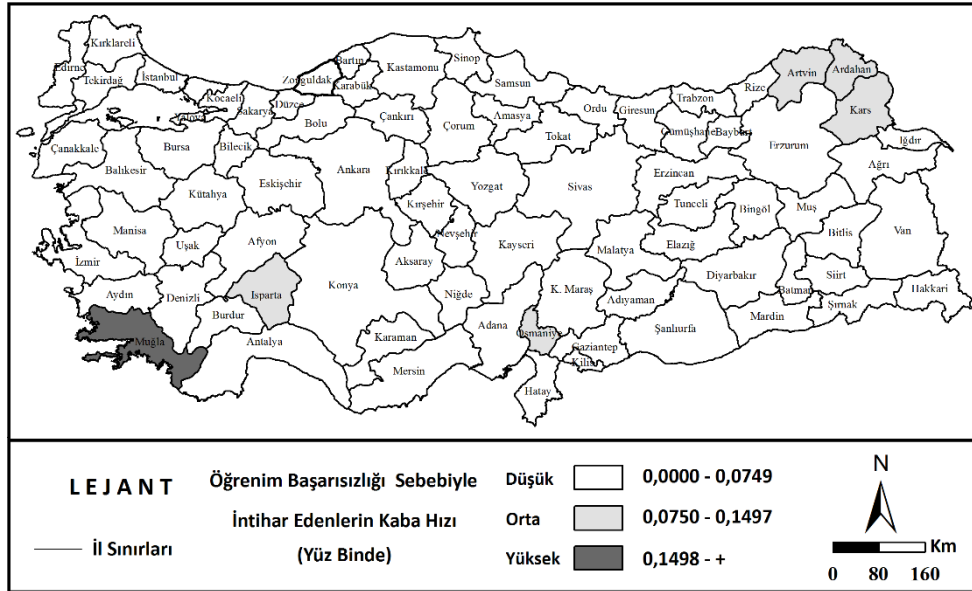 Kırklareli
Edirne
Tekirdağ
İstanbul
Kocaeli
Yalova
Sakarya
Düzce
Zonguldak
Bartın
Karabük
Kastamonu
Sinop
Samsun
Bolu
Çankırı
Çorum
Amasya
Tokat
Ordu
Giresun
Trabzon
Gümüşhane
Bayburt
Rize
Artvin
Ardahan
Kars
Iğdır
Ağrı
Erzurum
Erzincan
Çanakkale
Balıkesir
Bursa
Bilecik
Kütahya
Eskişehir
Ankara
Kırıkkale
Kırşehir
Yozgat
Sivas
Tunceli
Bingöl
Muş
Bitlis
Van
Manisa
İzmir
Uşak
Afyon
Konya
Aksaray
Nevşehir
Kayseri
Malatya
Elazığ
Diyarbakır
Batman
Siirt
Şırnak
Hakkari
Aydın
Denizli
Isparta
Burdur
Muğla
Antalya
Karaman
Niğde
Mersin
Adana
Osmaniye
K. Maraş
Adıyaman
Gaziantep
Kilis
Hatay
Şanlıurfa
Mardin
LEJANT
İl Sınırları
Öğrenim Başarısızlığı Sebebiyle
İntihar Edenlerin Kaba Hızı
(Yüz Binde)
Düşük 0,0000 - 0,0749
Orta 0,0750 - 0,1497
Yüksek 0,1498 - +
N
Km
0 80 160